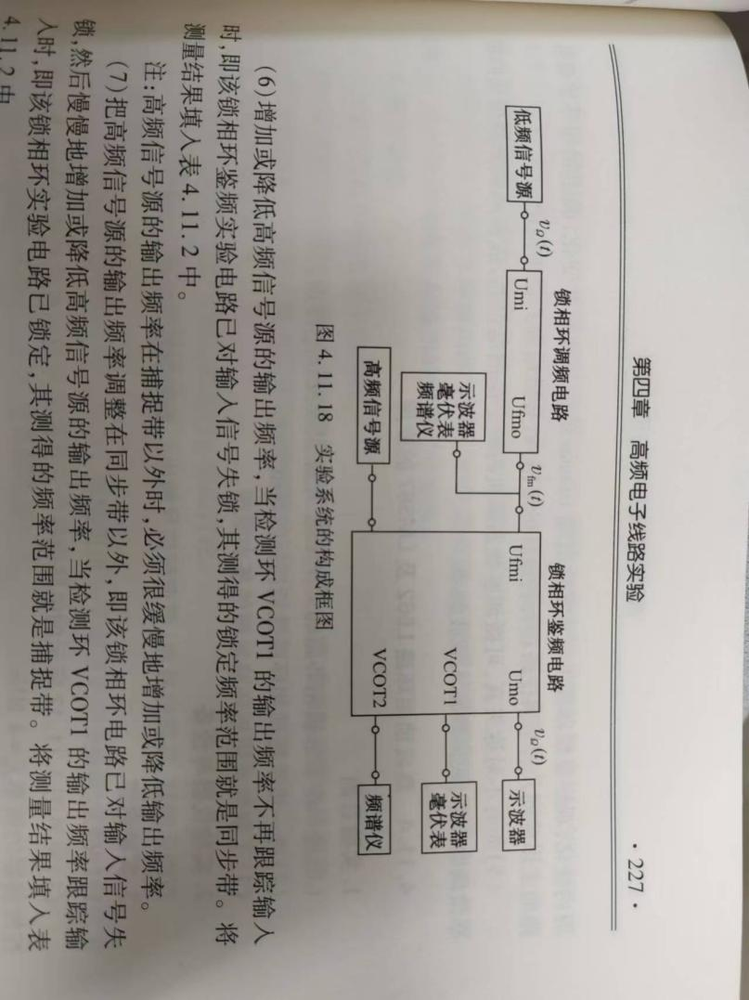 第四章 高频电子线路实验 · 227 ·
锁相环调频电路 锁相环鉴频电路
低频信号源 vΩ(t) Umi Ufmo vfm(t) Ufmi Umo vΩ(t) 示波器
示波器
毫伏表
频谱仪
VCOT1 示波器
毫伏表
高频信号源 VCOT2 频谱仪
图 4.11.18 实验系统的构成框图
(6)增加或降低高频信号源的输出频率,当检测环 VCOT1 的输出频率不再跟踪输入
时,即该锁相环鉴频实验电路已对输入信号失锁,其测得的锁定频率范围就是同步带。将
测量结果填入表 4.11.2 中。
注:高频信号源的输出频率在捕捉带以外时,必须很缓慢地增加或降低输出频率。
(7)把高频信号源的输出频率调整在同步带以外,即该锁相环电路已对输入信号失
锁,然后慢慢地增加或降低高频信号源的输出频率,当检测环 VCOT1 的输出频率跟踪输
入时,即该锁相环实验电路已锁定,其测得的频率范围就是捕捉带。将测量结果填入表
4.11.2 中